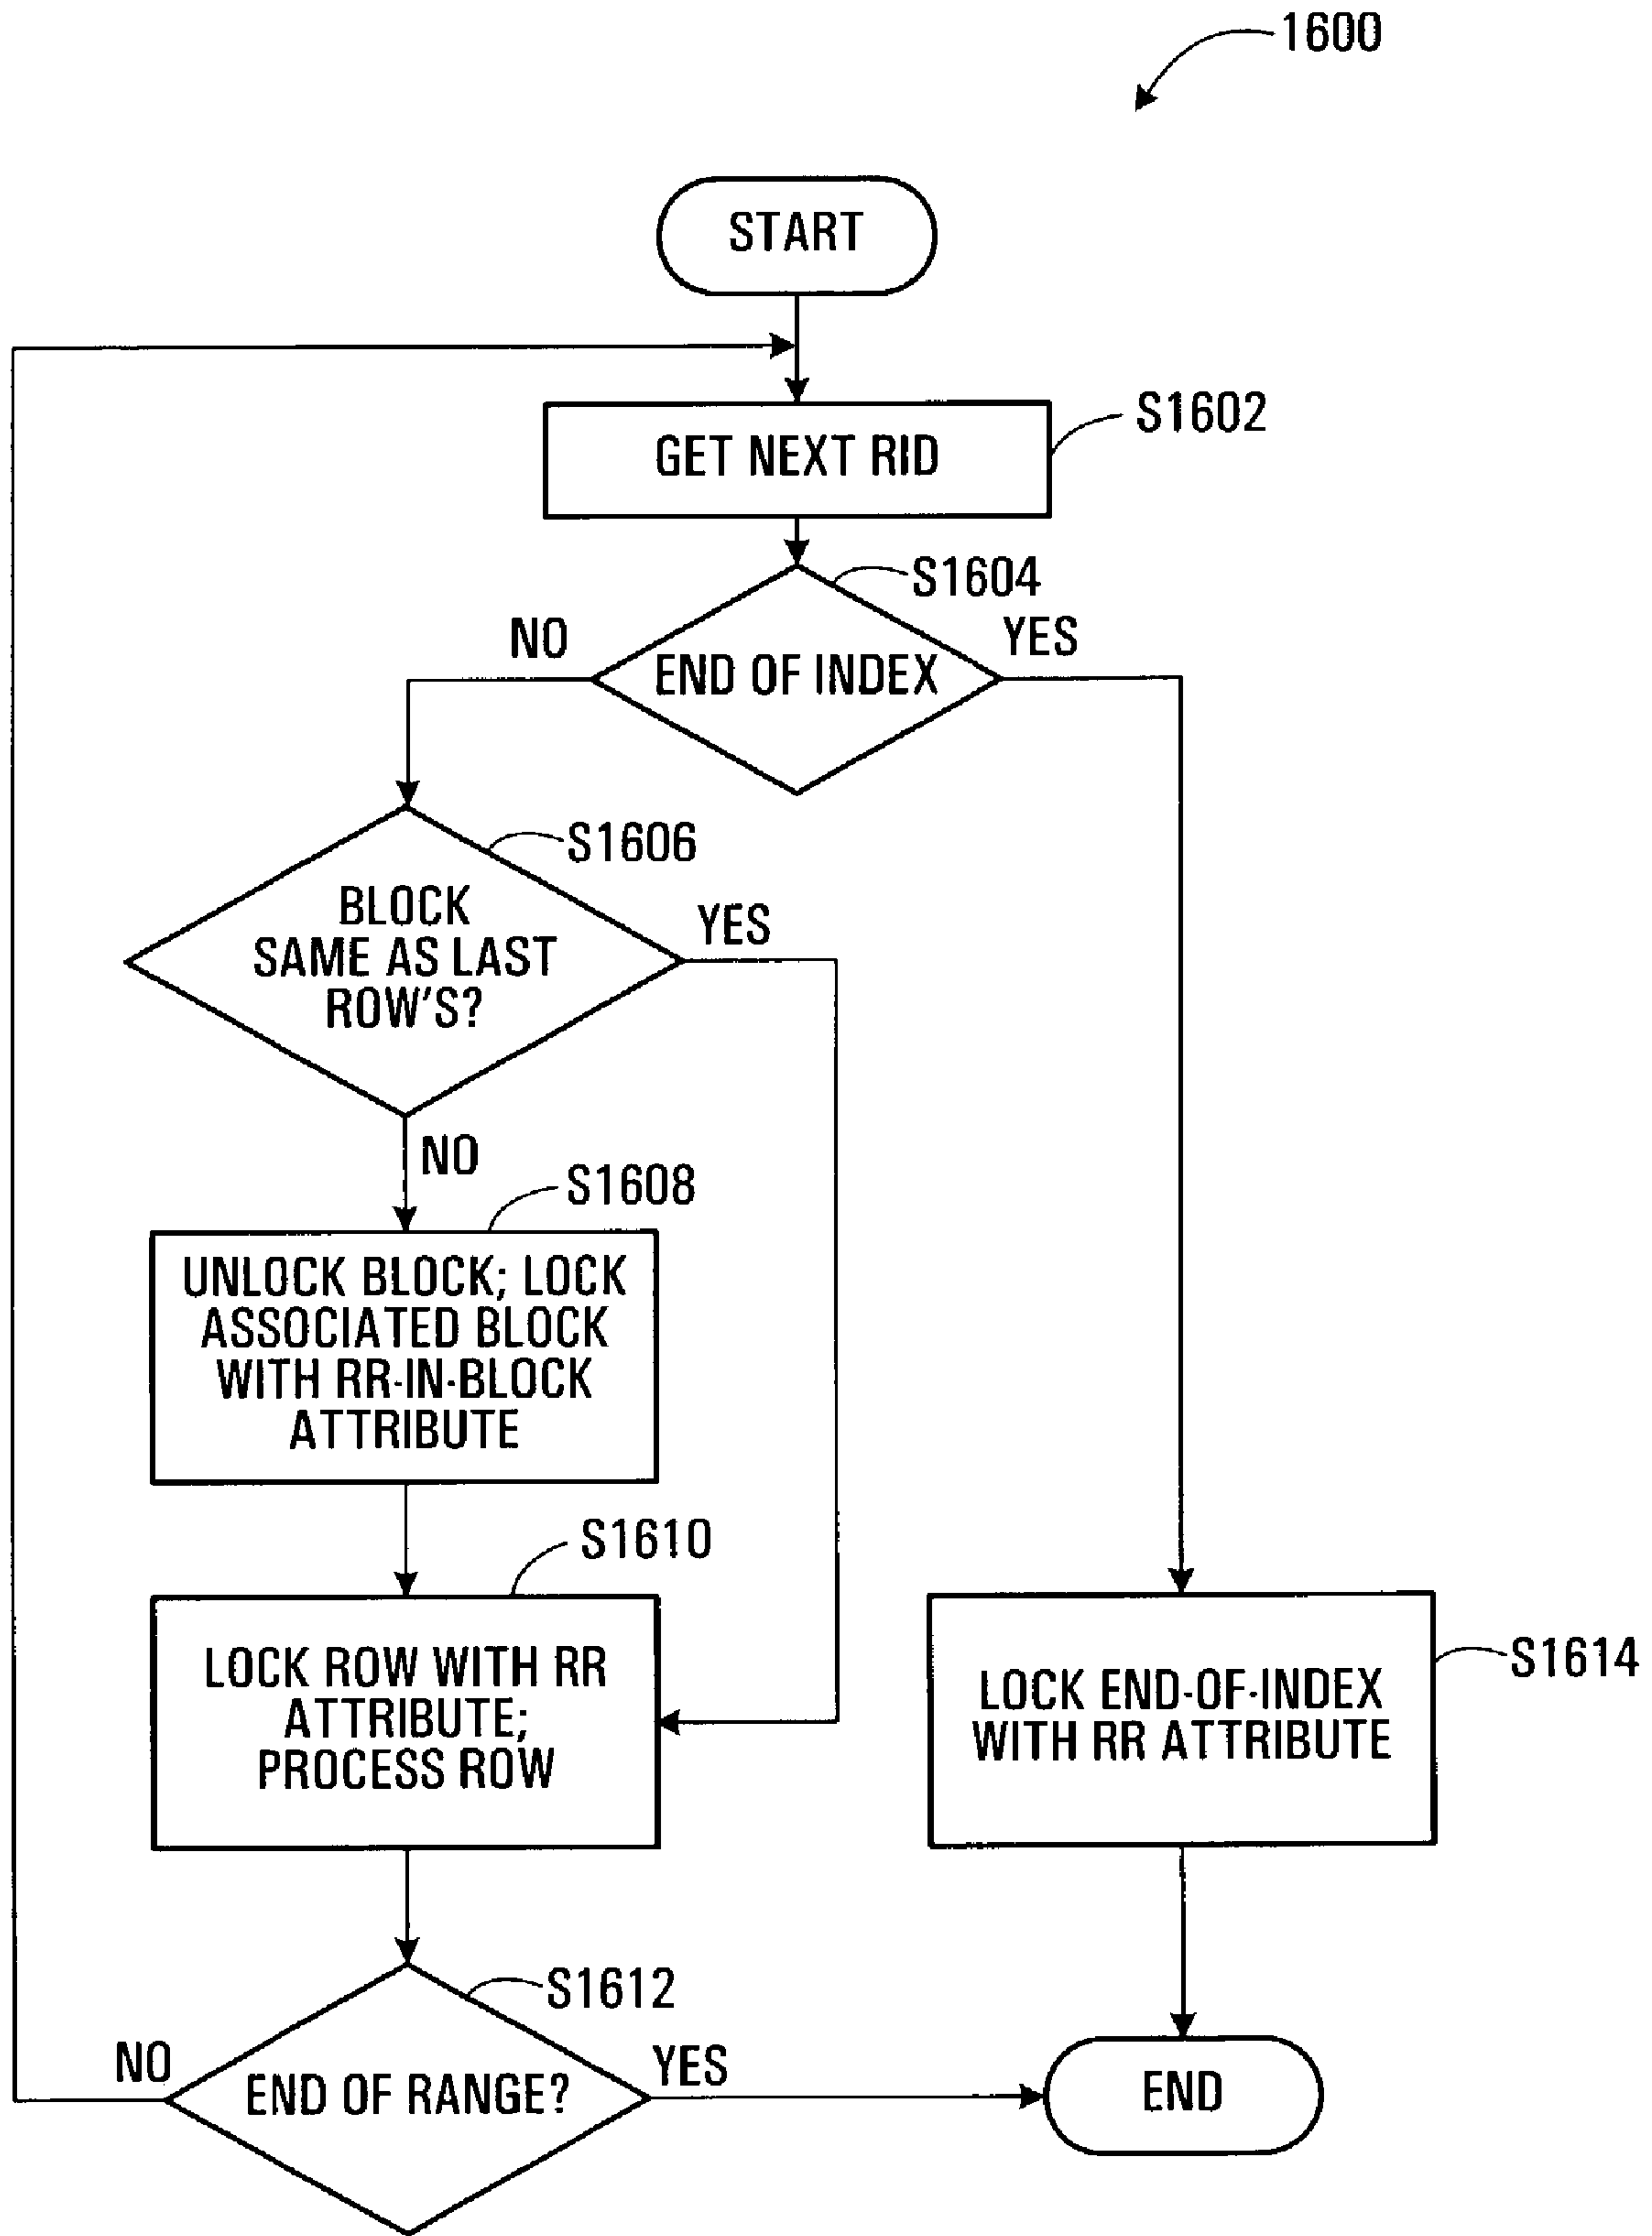 1600
START
GET NEXT RID
S1602
S1604
NO
YES
END OF INDEX
S1606
BLOCK
SAME AS LAST
ROW'S?
YES
NO
S1608
UNLOCK BLOCK; LOCK
ASSOCIATED BLOCK
WITH RR-IN-BLOCK
ATTRIBUTE
S1610
LOCK ROW WITH RR
ATTRIBUTE;
PROCESS ROW
S1614
LOCK END-OF-INDEX
WITH RR ATTRIBUTE
S1612
NO
END OF RANGE?
YES
END